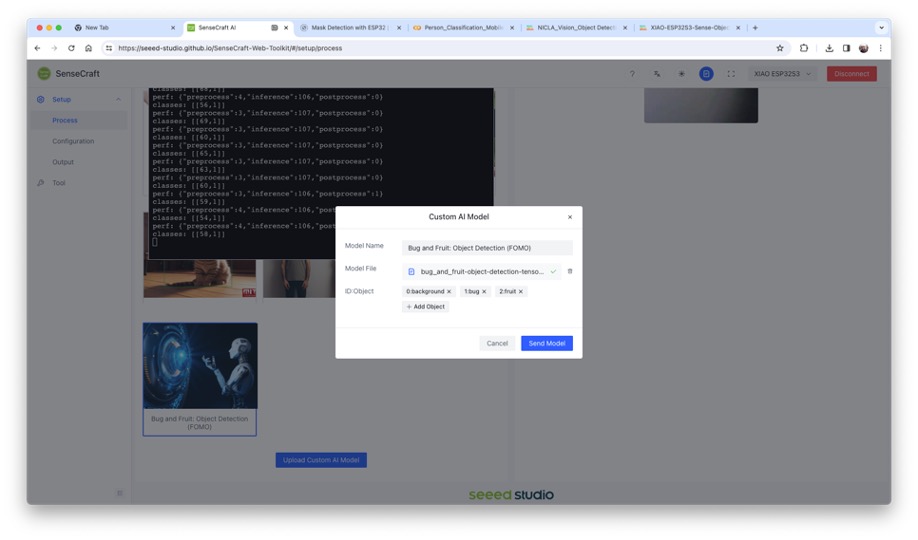 New Tab
SenseCraft AI
Mask Detection with ESP32
Person_Classification_Mobile
NICLA_Vision_Object Detecti
XIAO-ESP32S3-Sense-Objec
https://seeed-studio.github.io/SenseCraft-Web-Toolkit/#/setup/process
SenseCraft
XIAO ESP32S3
Disconnect
Setup
Process
Configuration
Output
Tool
classes: [[68,1]]
perf: {"preprocess":4,"inference":106,"postprocess":0}
classes: [[56,1]]
perf: {"preprocess":3,"inference":107,"postprocess":0}
classes: [[69,1]]
perf: {"preprocess":3,"inference":107,"postprocess":0}
classes: [[60,1]]
perf: {"preprocess":3,"inference":107,"postprocess":0}
classes: [[65,1]]
perf: {"preprocess":3,"inference":107,"postprocess":0}
classes: [[63,1]]
perf: {"preprocess":3,"inference":107,"postprocess":0}
classes: [[60,1]]
perf: {"preprocess":3,"inference":106,"postprocess":1}
classes: [[59,1]]
perf: {"preprocess":4,"inference":106,"post
classes: [[54,1]]
perf: {"preprocess":4,"inference":106,"post
classes: [[58,1]]
Custom AI Model
Model Name
Bug and Fruit: Object Detection (FOMO)
Model File
bug_and_fruit-object-detection-tenso...
ID:Object
0:background ×
1:bug ×
2:fruit ×
+ Add Object
Cancel
Send Model
Bug and Fruit: Object Detection
(FOMO)
Upload Custom AI Model
seeed studio